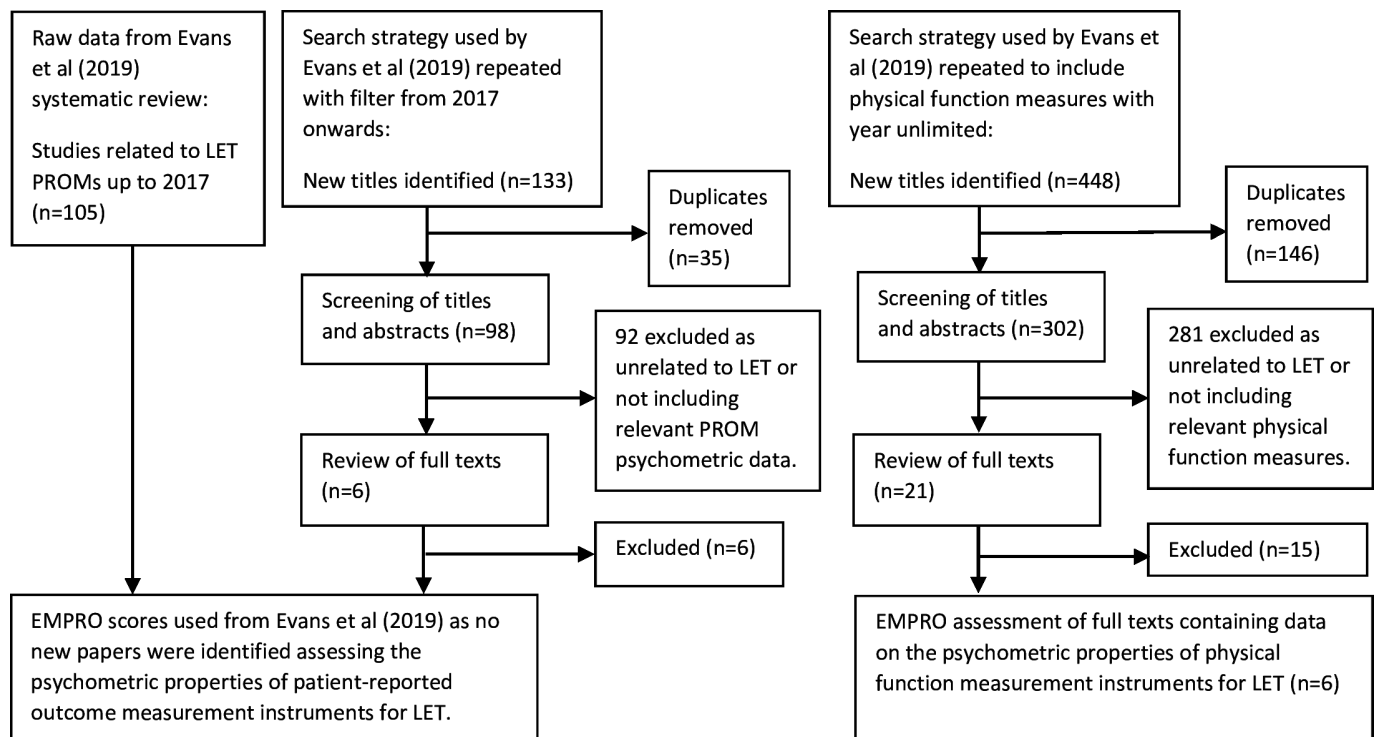 Raw data from Evans
et al (2019)
systematic review:
Studies related to LET
PROMs up to 2017
(n=105)
Search strategy used by
Evans et al (2019) repeated
with filter from 2017
onwards:
New titles identified (n=133)
Duplicates
removed
(n=35)
Screening of titles
and abstracts (n=98)
92 excluded as
unrelated to LET or
not including
relevant PROM
psychometric data.
Review of full texts
(n=6)
Excluded (n=6)
EMPRO scores used from Evans et al (2019) as no
new papers were identified assessing the
psychometric properties of patient-reported
outcome measurement instruments for LET.
Search strategy used by Evans et
al (2019) repeated to include
physical function measures with
year unlimited:
New titles identified (n=448)
Duplicates
removed
(n=146)
Screening of titles
and abstracts (n=302)
281 excluded as
unrelated to LET or
not including
relevant physical
function measures.
Review of full texts
(n=21)
Excluded (n=15)
EMPRO assessment of full texts containing data
on the psychometric properties of physical
function measurement instruments for LET (n=6)